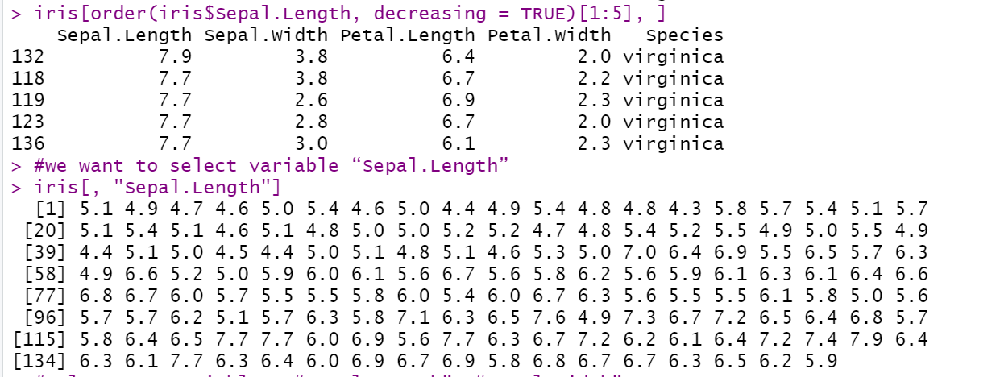 > iris[order(iris$Sepal.Length, decreasing = TRUE)[1:5], ]
    Sepal.Length Sepal.Width Petal.Length Petal.Width   Species
132          7.9         3.8          6.4         2.0 virginica
118          7.7         3.8          6.7         2.2 virginica
119          7.7         2.6          6.9         2.3 virginica
123          7.7         2.8          6.7         2.0 virginica
136          7.7         3.0          6.1         2.3 virginica
> #we want to select variable “Sepal.Length”
> iris[, "Sepal.Length"]
  [1] 5.1 4.9 4.7 4.6 5.0 5.4 4.6 5.0 4.4 4.9 5.4 4.8 4.8 4.3 5.8 5.7 5.4 5.1 5.7
 [20] 5.1 5.4 5.1 4.6 5.1 4.8 5.0 5.0 5.2 5.2 4.7 4.8 5.4 5.2 5.5 4.9 5.0 5.5 4.9
 [39] 4.4 5.1 5.0 4.5 4.4 5.0 5.1 4.8 5.1 4.6 5.3 5.0 7.0 6.4 6.9 5.5 6.5 5.7 6.3
 [58] 4.9 6.6 5.2 5.0 5.9 6.0 6.1 5.6 6.7 5.6 5.8 6.2 5.6 5.9 6.1 6.3 6.1 6.4 6.6
 [77] 6.8 6.7 6.0 5.7 5.5 5.5 5.8 6.0 5.4 6.0 6.7 6.3 5.6 5.5 5.5 6.1 5.8 5.0 5.6
 [96] 5.7 5.7 6.2 5.1 5.7 6.3 5.8 7.1 6.3 6.5 7.6 4.9 7.3 6.7 7.2 6.5 6.4 6.8 5.7
[115] 5.8 6.4 6.5 7.7 7.7 6.0 6.9 5.6 7.7 6.3 6.7 7.2 6.2 6.1 6.4 7.2 7.4 7.9 6.4
[134] 6.3 6.1 7.7 6.3 6.4 6.0 6.9 6.7 6.9 5.8 6.8 6.7 6.7 6.3 6.5 6.2 5.9